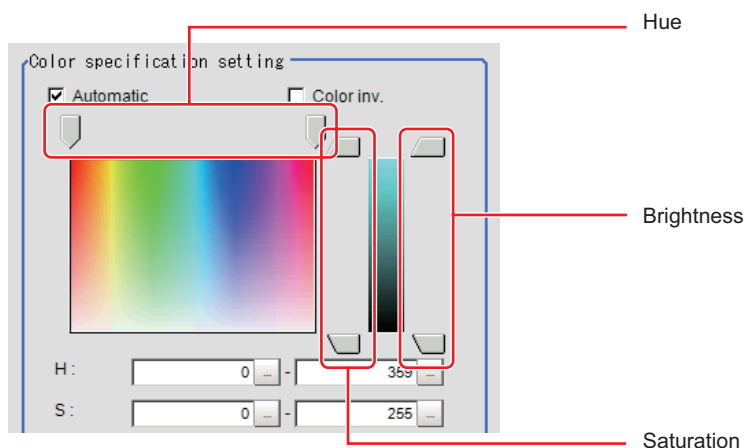 Hue
Color specification setting
Automatic
Color inv.
Brightness
H: 0 ... - 359 ...
S: 0 ... - 255 ...
Saturation